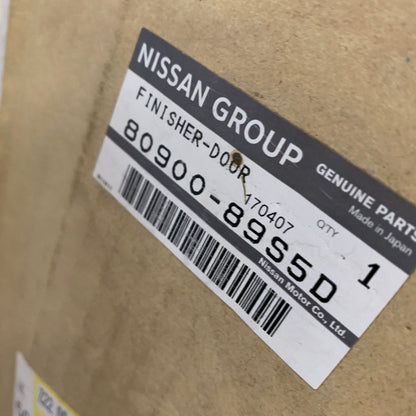 NISSAN GROUP
GENUINE PARTS
Made in Japan
FINISHER-DOOR
170407
QTY
80900-89S5D
1
Nissan Motor Co., Ltd.